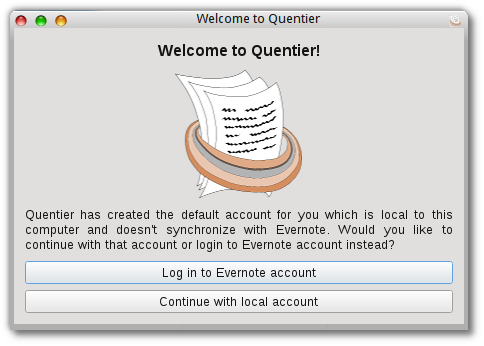 Welcome to Quentier
Welcome to Quentier!
Quentier has created the default account for you which is local to this
computer and doesn't synchronize with Evernote. Would you like to
continue with that account or login to Evernote account instead?
Log in to Evernote account
Continue with local account